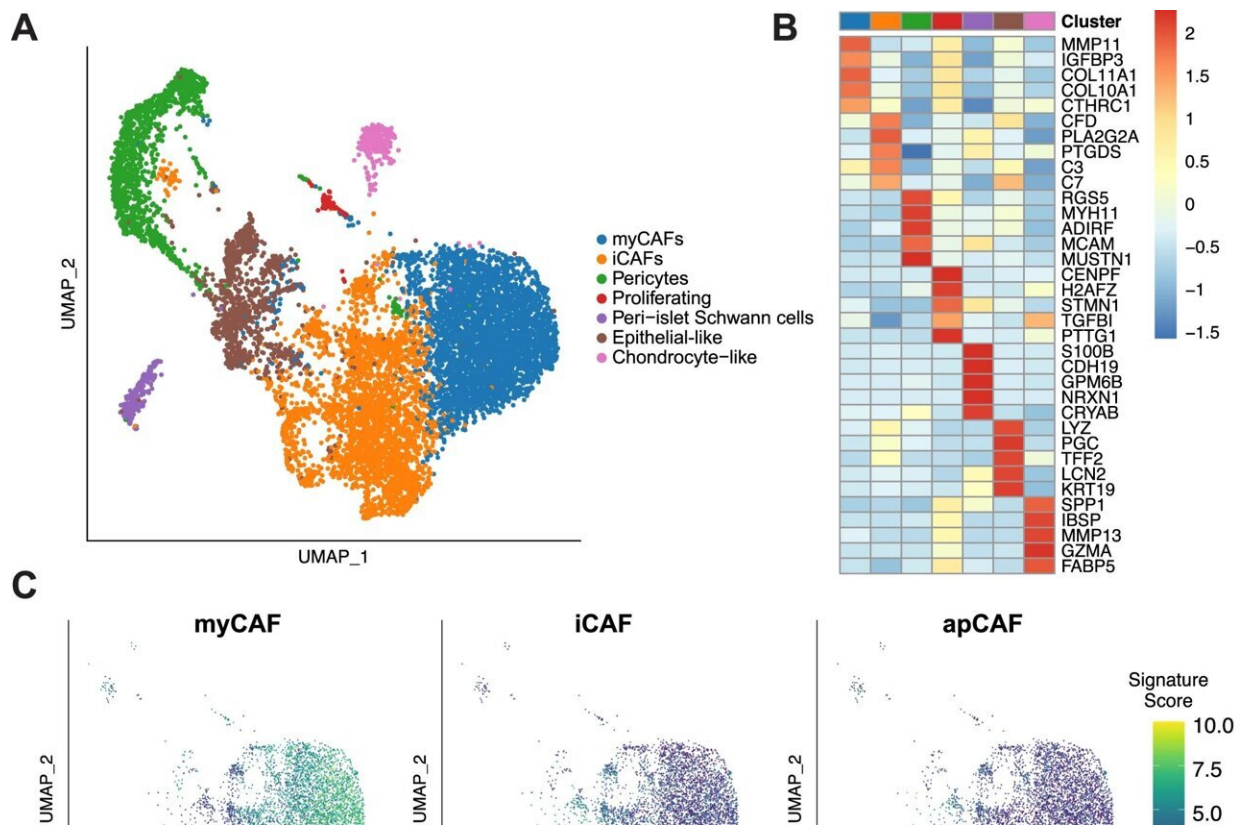 A
UMAP_2
UMAP_1
myCAFs
iCAFs
Pericytes
Proliferating
Peri-islet Schwann cells
Epithelial-like
Chondrocyte-like
B
Cluster
MMP11
IGFBP3
COL11A1
COL10A1
CTHRC1
CFD
PLA2G2A
PTGDS
C3
C7
RGS5
MYH11
ADIRF
MCAM
MUSTN1
CENPF
H2AFZ
STMN1
TGFBI
PTTG1
S100B
CDH19
GPM6B
NRXN1
CRYAB
LYZ
PGC
TFF2
LCN2
KRT19
SPP1
IBSP
MMP13
GZMA
FABP5
2
1.5
1
0.5
0
−0.5
−1
−1.5
C
myCAF
UMAP_2
iCAF
UMAP_2
apCAF
UMAP_2
Signature
Score
10.0
7.5
5.0